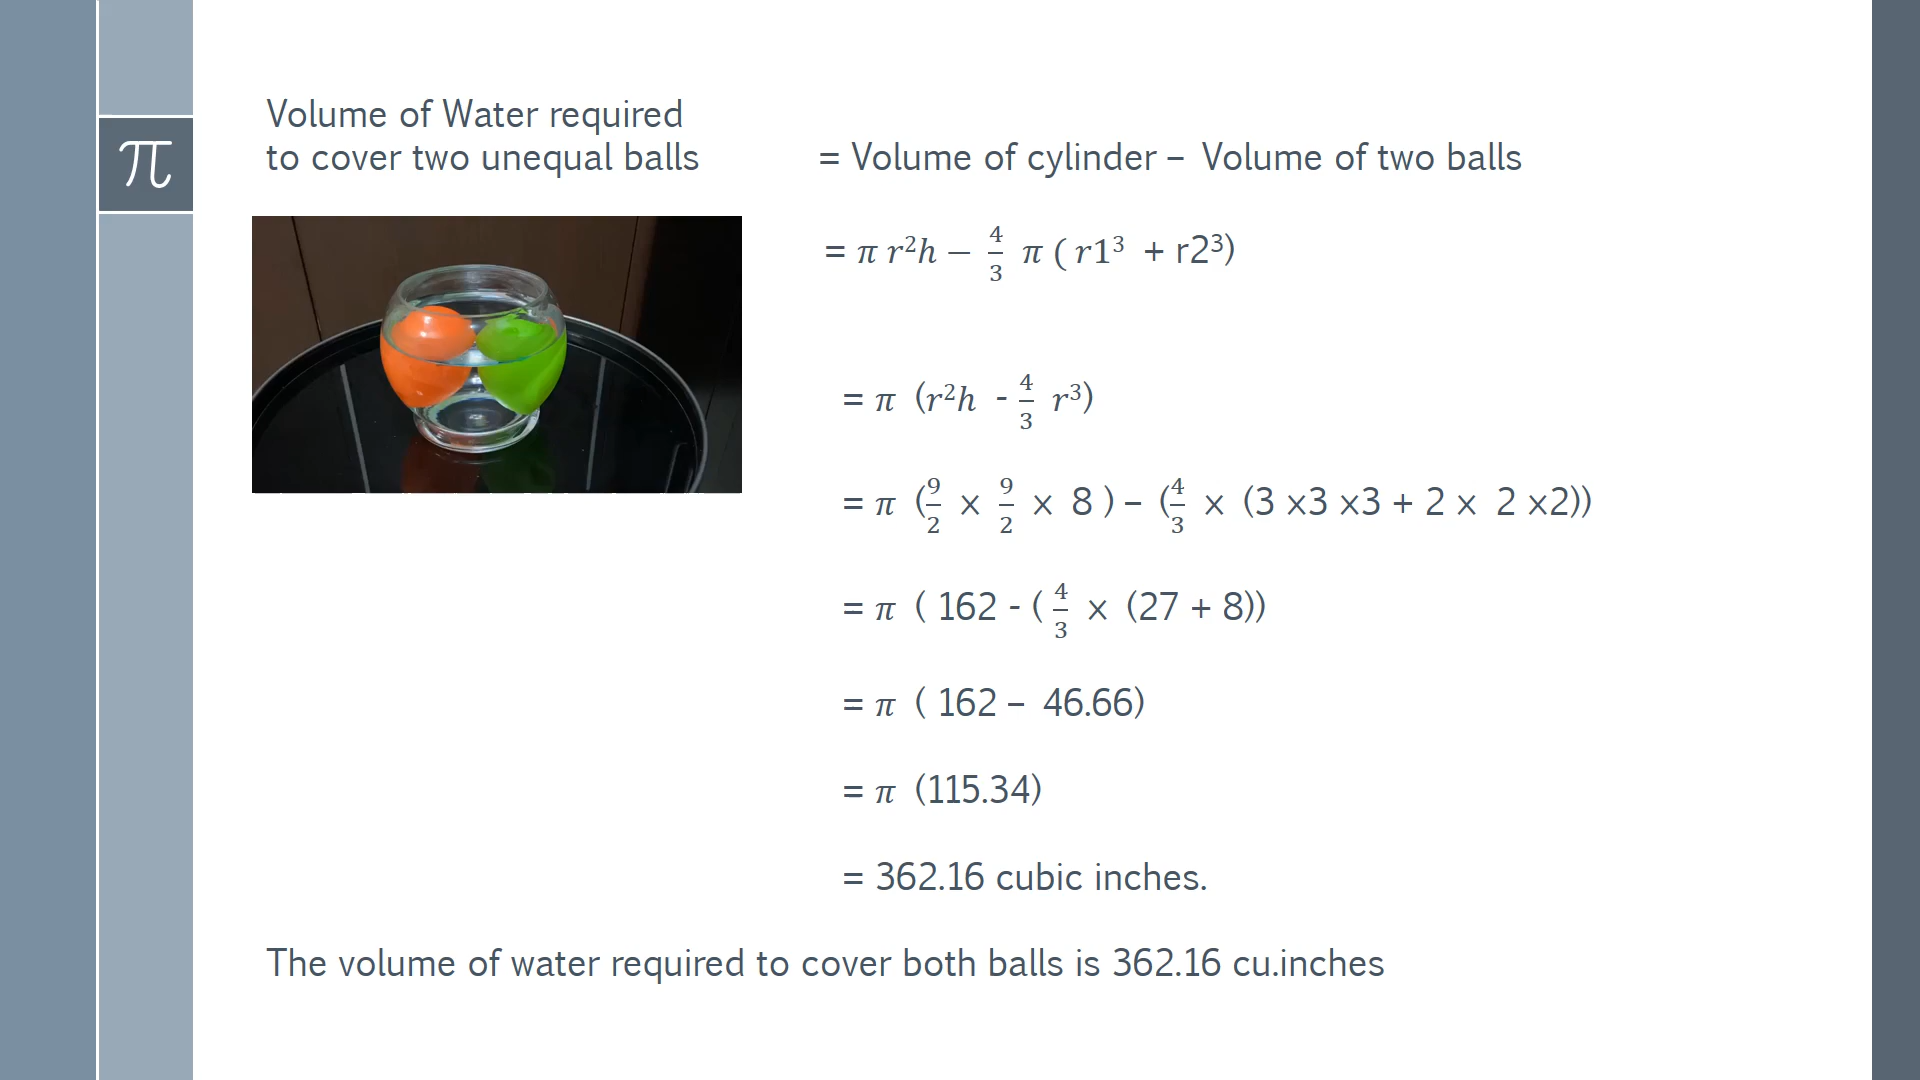 π
Volume of Water required
to cover two unequal balls
= Volume of cylinder – Volume of two balls
= π r²h − 4/3 π ( r1³ + r2³)
= π (r²h - 4/3 r³)
= π (9/2 × 9/2 × 8 ) – (4/3 × (3 ×3 ×3 + 2 × 2 ×2))
= π ( 162 - ( 4/3 × (27 + 8))
= π ( 162 – 46.66)
= π (115.34)
= 362.16 cubic inches.
The volume of water required to cover both balls is 362.16 cu.inches